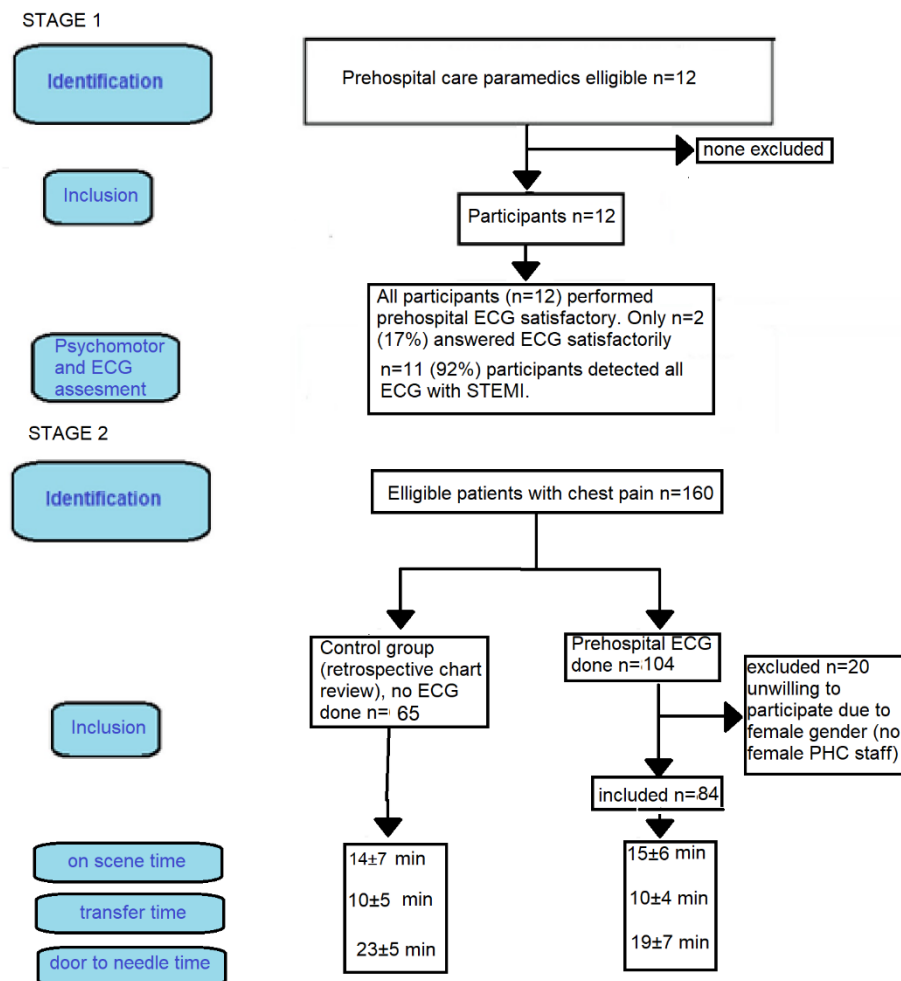 STAGE 1
Identification
Prehospital care paramedics elligible n=12
none excluded
Inclusion
Participants n=12
All participants (n=12) performed
prehospital ECG satisfactory. Only n=2
(17%) answered ECG satisfactorily
n=11 (92%) participants detected all
ECG with STEMI.
Psychomotor
and ECG
assesment
STAGE 2
Identification
Elligible patients with chest pain n=160
Control group
(retrospective chart
review), no ECG
done n= 65
Prehospital ECG
done n=104
excluded n=20
unwilling to
participate due to
female gender (no
female PHC staff)
Inclusion
included n=84
on scene time
14±7 min
15±6 min
transfer time
10±5 min
10±4 min
door to needle time
23±5 min
19±7 min